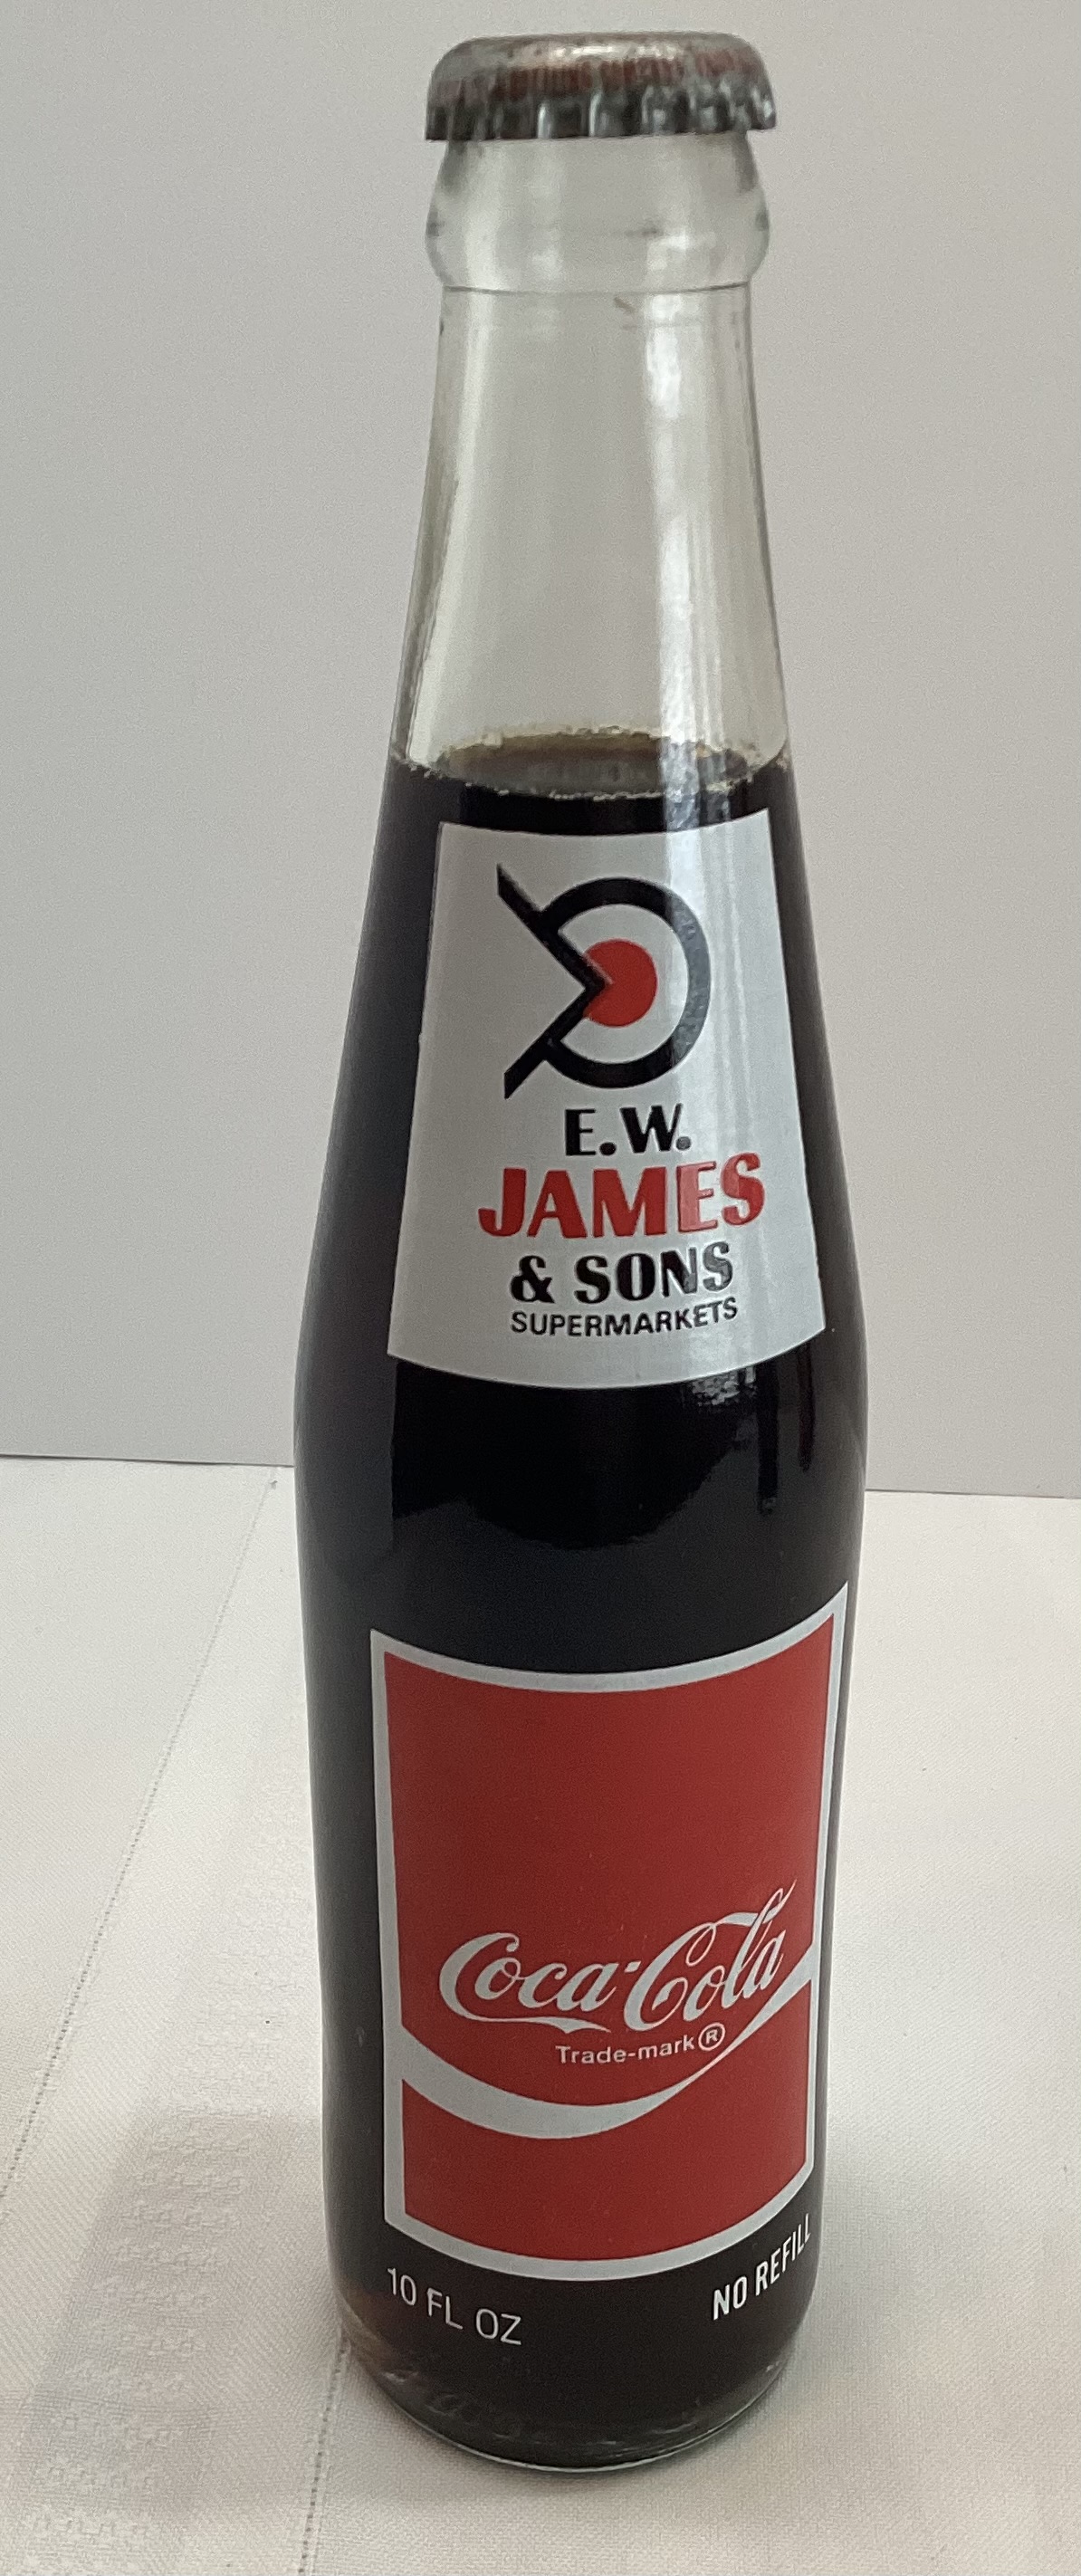 E.W.
JAMES
& SONS
SUPERMARKETS
Coca-Cola
Trade-mark ®
10 FL OZ
NO REFILL